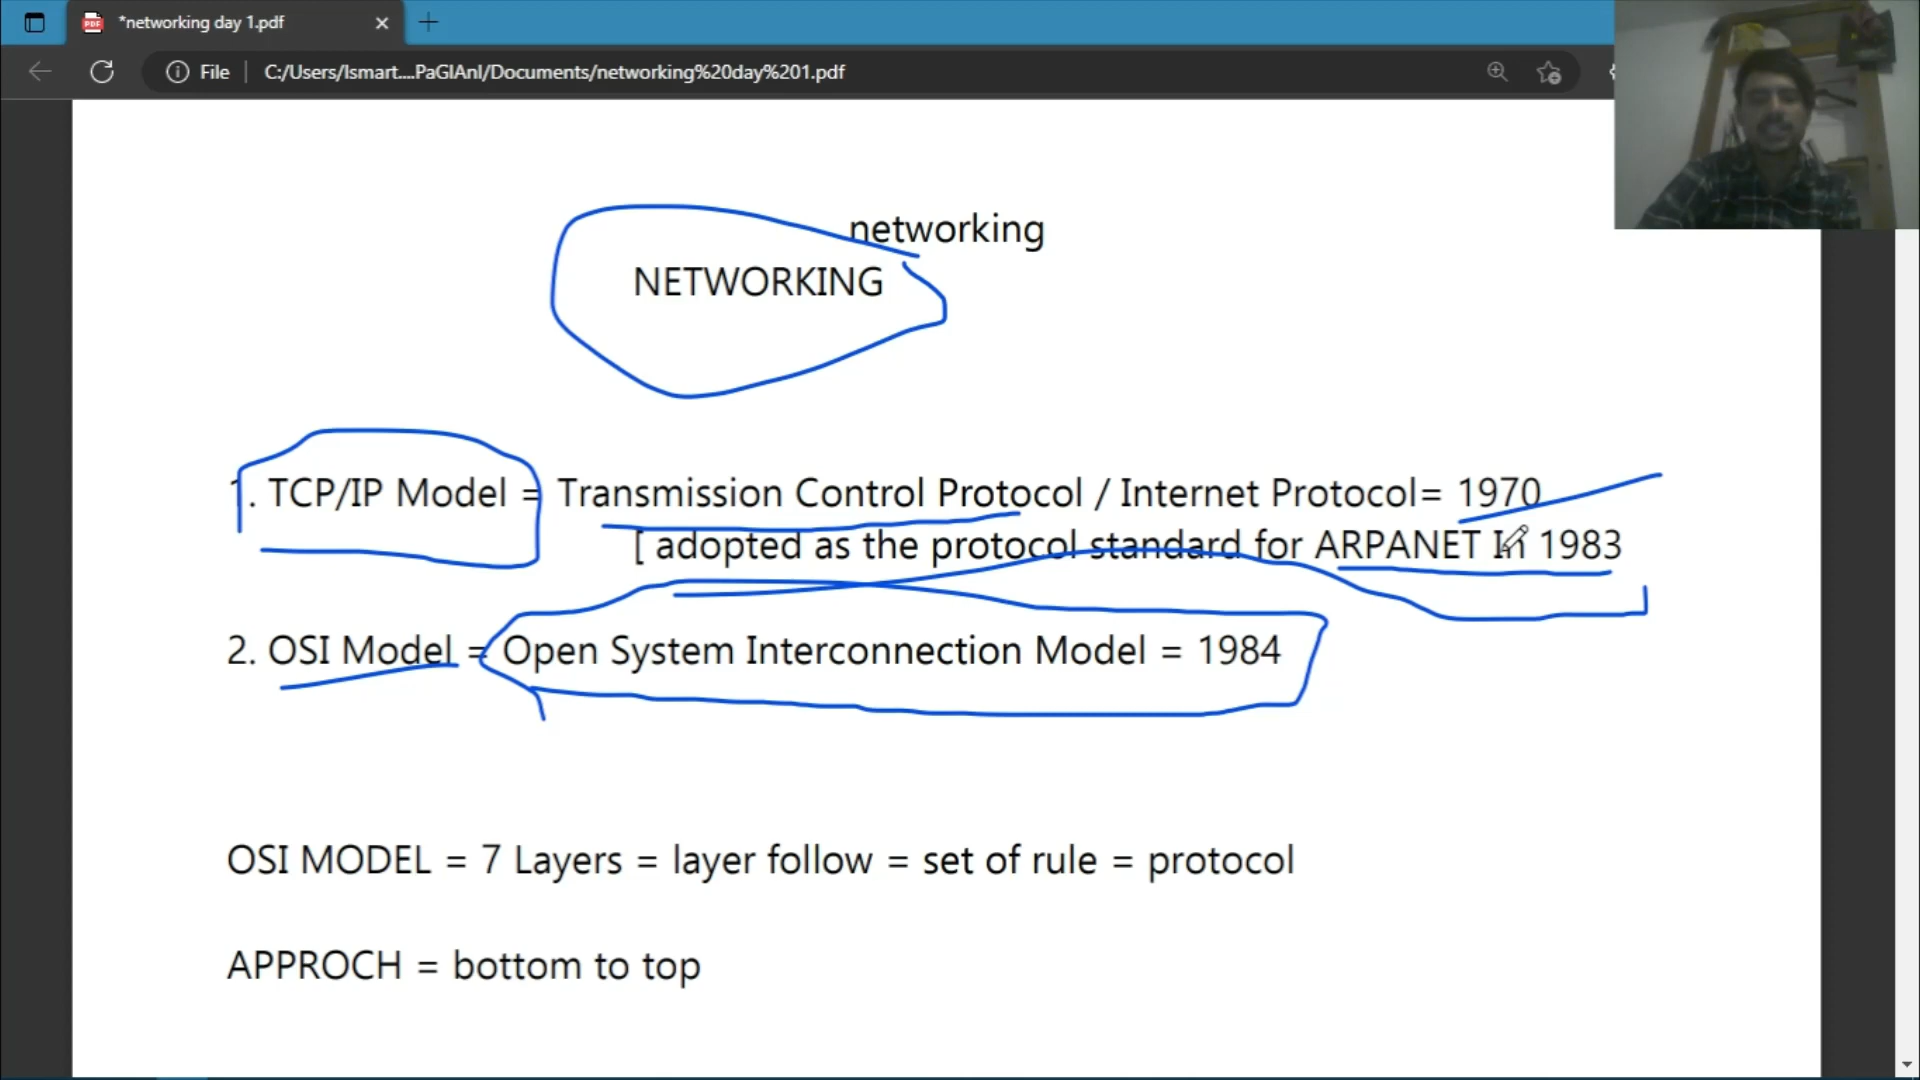 *networking day 1.pdf
File
C:/Users/Ismart....PaGIAnI/Documents/networking%20day%201.pdf
networking
NETWORKING
1. TCP/IP Model = Transmission Control Protocol / Internet Protocol= 1970
[ adopted as the protocol standard for ARPANET In 1983
2. OSI Model = Open System Interconnection Model = 1984
OSI MODEL = 7 Layers = layer follow = set of rule = protocol
APPROCH = bottom to top